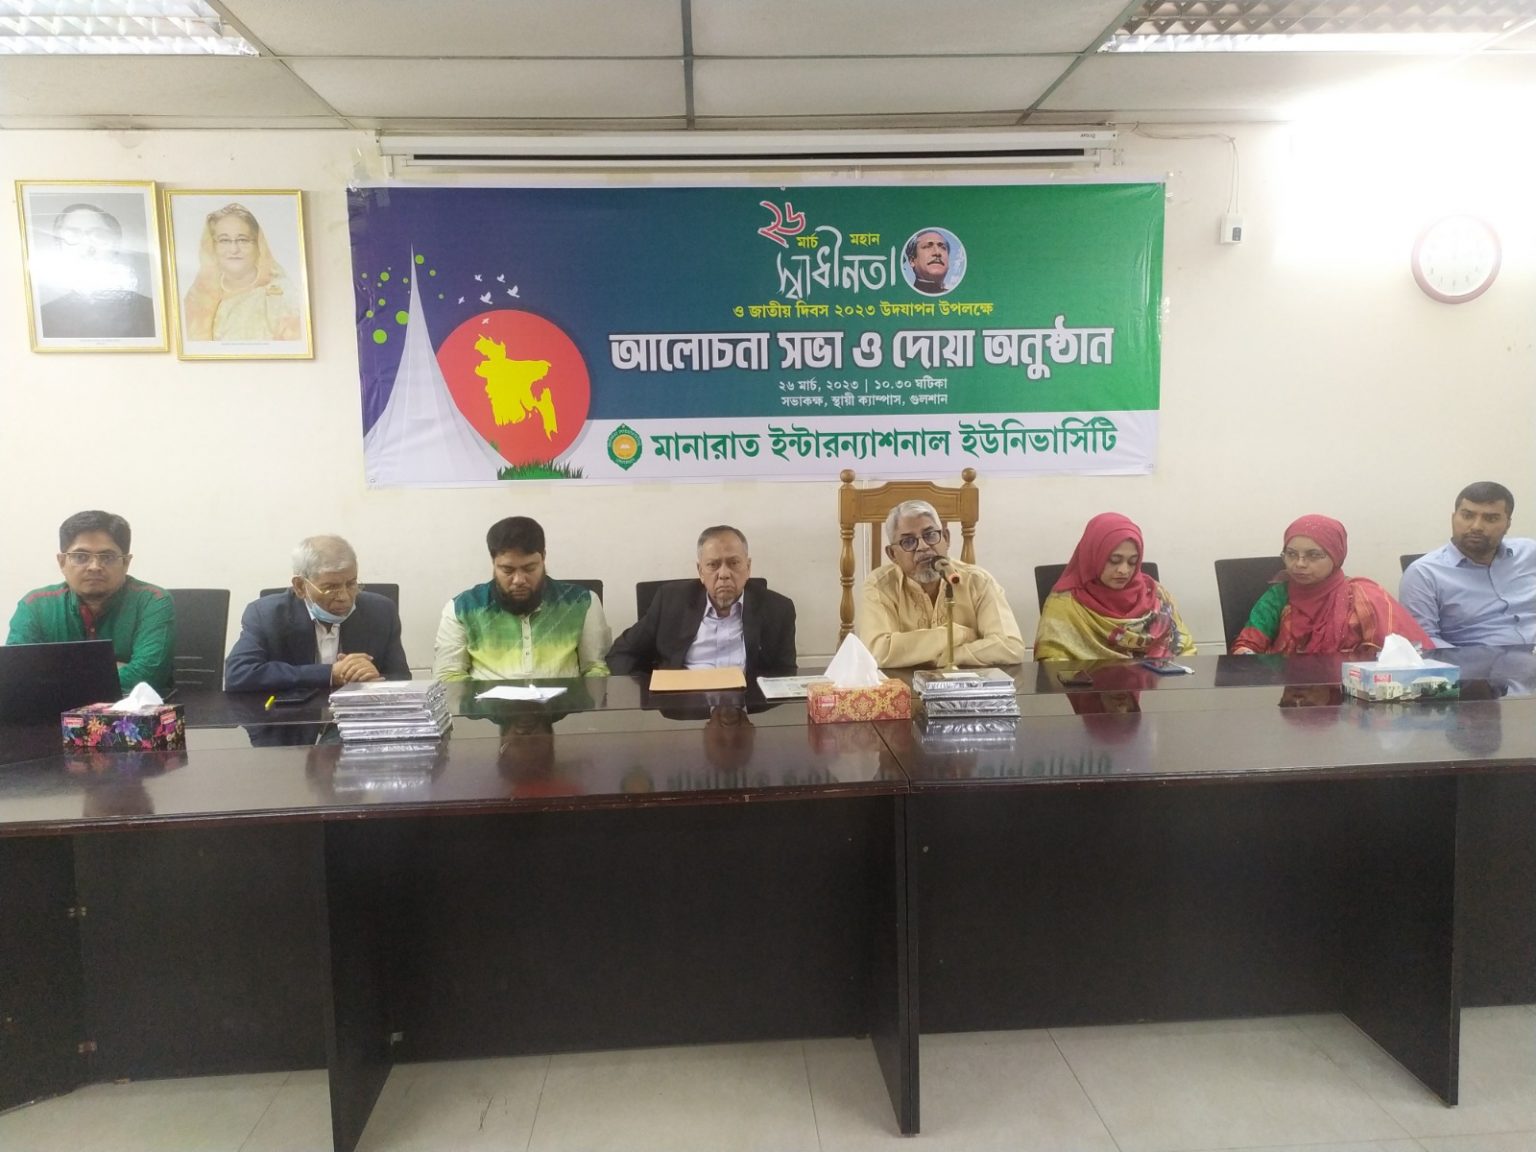 ২৬
মার্চ মহান
স্বাধীনতা
ও জাতীয় দিবস ২০২৩ উদযাপন উপলক্ষে
আলোচনা সভা ও দোয়া অনুষ্ঠান
২৬ মার্চ, ২০২৩ | ১০.৩০ ঘটিকা
সভাকক্ষ, স্থায়ী ক্যাম্পাস, গুলশান
মানারাত ইন্টারন্যাশনাল ইউনিভার্সিটি